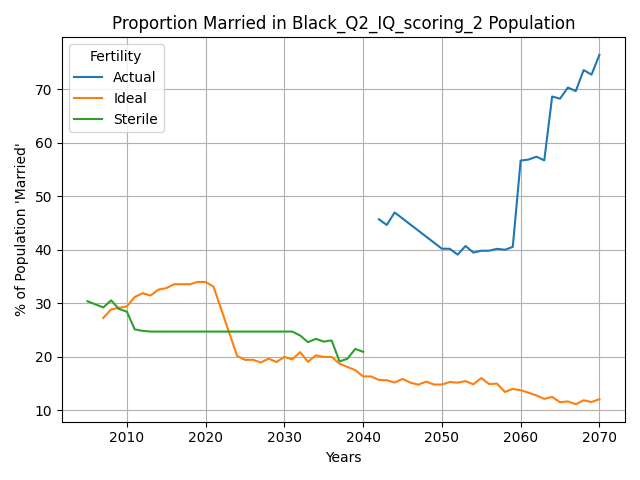 Proportion Married in Black_Q2_IQ_scoring_2 Population
Fertility
Actual
Ideal
Sterile
% of Population 'Married'
70
60
50
40
30
20
10
2010 2020 2030 2040 2050 2060 2070
Years